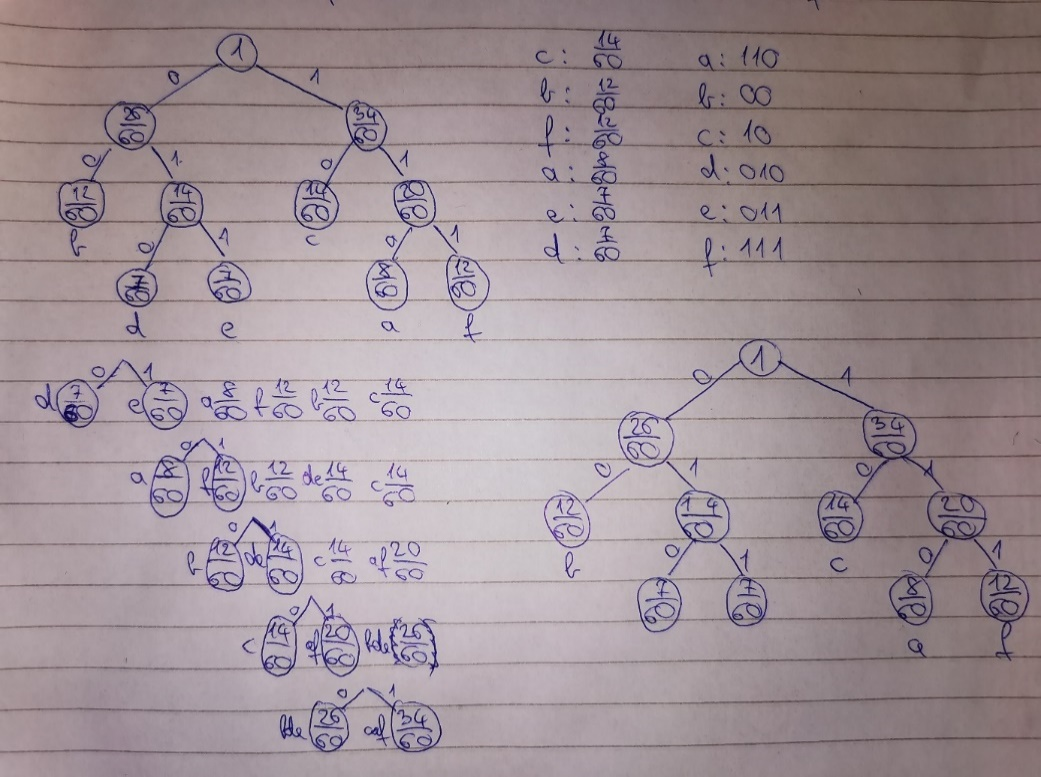 1
0 1
26/60 34/60
0 1 0 1
12/60 14/60 14/60 20/60
b c
0 1 0 1
7/60 7/60 8/60 12/60
d e a f
c: 14/60 a: 110
b: 12/60 b: 00
f: 12/60 c: 10
a: 8/60 d: 010
e: 7/60 e: 011
d: 7/60 f: 111
0 1
d 7/60 e 7/60 a 8/60 f 12/60 b 12/60 c 14/60
0 1
a 8/60 f 12/60 b 12/60 de 14/60 c 14/60
0 1
b 12/60 de 14/60 c 14/60 af 20/60
0 1
c 14/60 af 20/60 bde 26/60
0 1
bde 26/60 caf 34/60
1
0 1
26/60 34/60
0 1 0 1
12/60 14/60 14/60 20/60
b c
0 1 0 1
7/60 7/60 8/60 12/60
a f